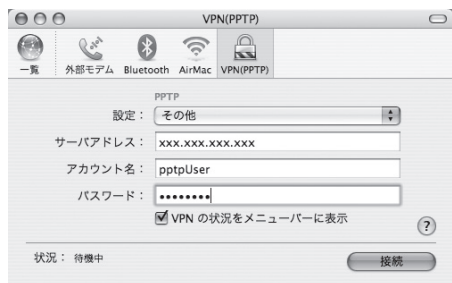 VPN(PPTP)
一覧 外部モデム Bluetooth AirMac VPN(PPTP)
PPTP
設定： その他
サーバアドレス： xxx.xxx.xxx.xxx
アカウント名： pptpUser
パスワード： ••••••••
VPN の状況をメニューバーに表示
?
状況： 待機中 接続